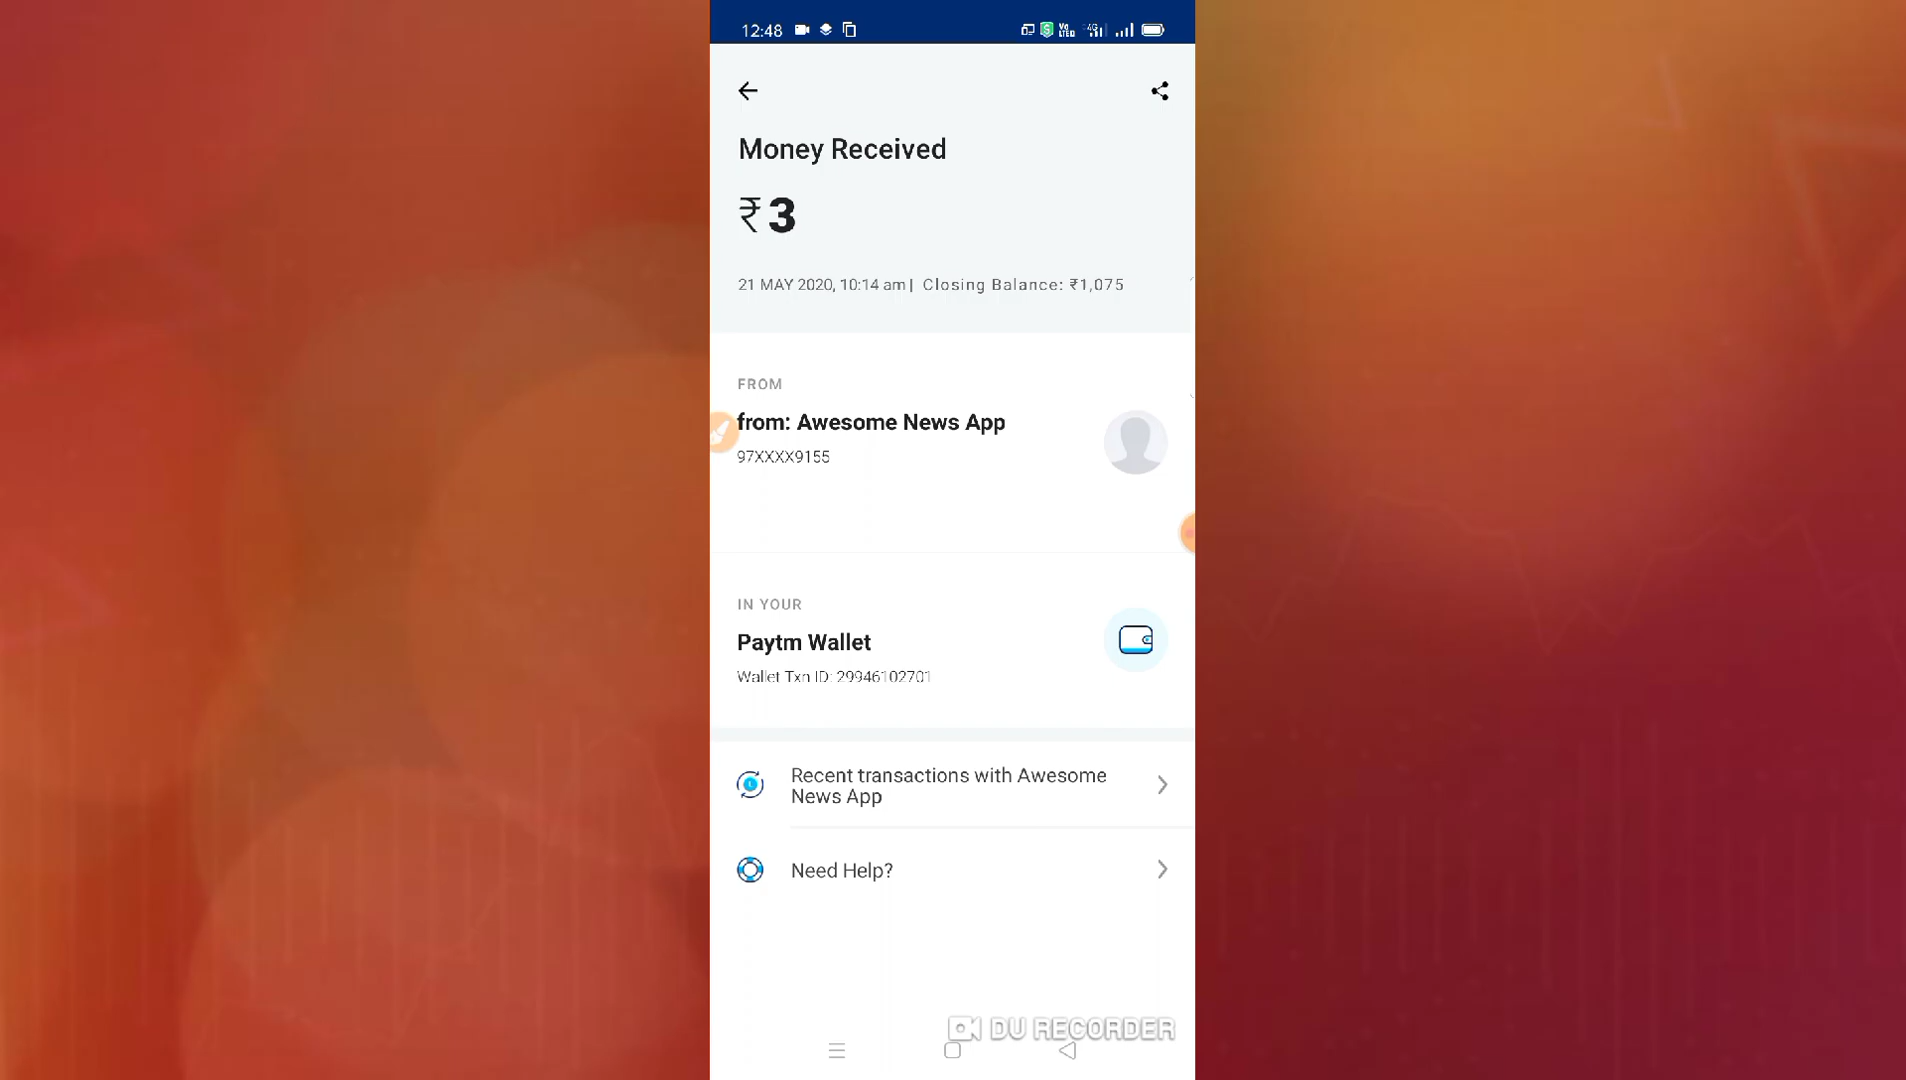 12:48
Money Received
₹3
21 MAY 2020, 10:14 am | Closing Balance: ₹1,075
FROM
from: Awesome News App
97XXXX9155
IN YOUR
Paytm Wallet
Wallet Txn ID: 29946102701
Recent transactions with Awesome
News App
Need Help?
DU RECORDER